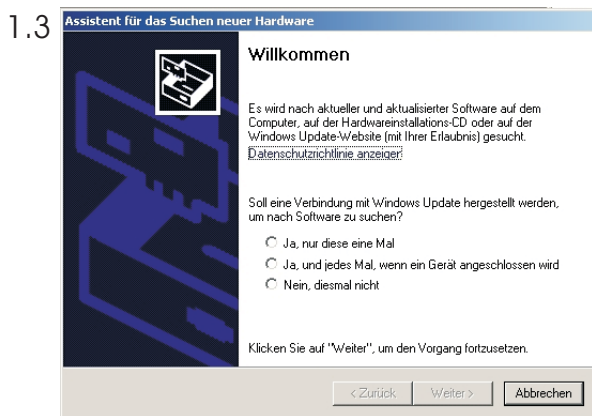 1.3
Assistent für das Suchen neuer Hardware
Willkommen
Es wird nach aktueller und aktualisierter Software auf dem
Computer, auf der Hardwareinstallations-CD oder auf der
Windows Update-Website (mit Ihrer Erlaubnis) gesucht.
Datenschutzrichtlinie anzeigen
Soll eine Verbindung mit Windows Update hergestellt werden,
um nach Software zu suchen?
Ja, nur diese eine Mal
Ja, und jedes Mal, wenn ein Gerät angeschlossen wird
Nein, diesmal nicht
Klicken Sie auf "Weiter", um den Vorgang fortzusetzen.
< Zurück Weiter > Abbrechen